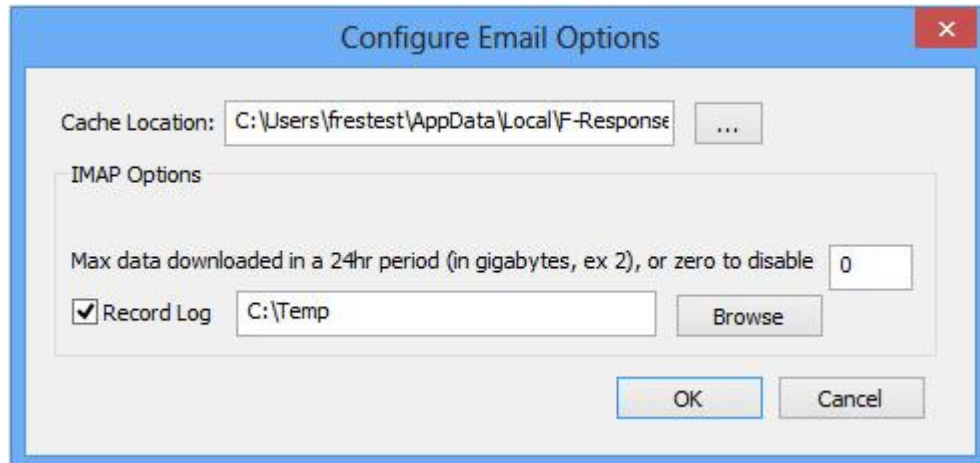 Configure Email Options
Cache Location: C:\Users\frestest\AppData\Local\F-Response ...
IMAP Options
Max data downloaded in a 24hr period (in gigabytes, ex 2), or zero to disable 0
Record Log C:\Temp Browse
OK Cancel